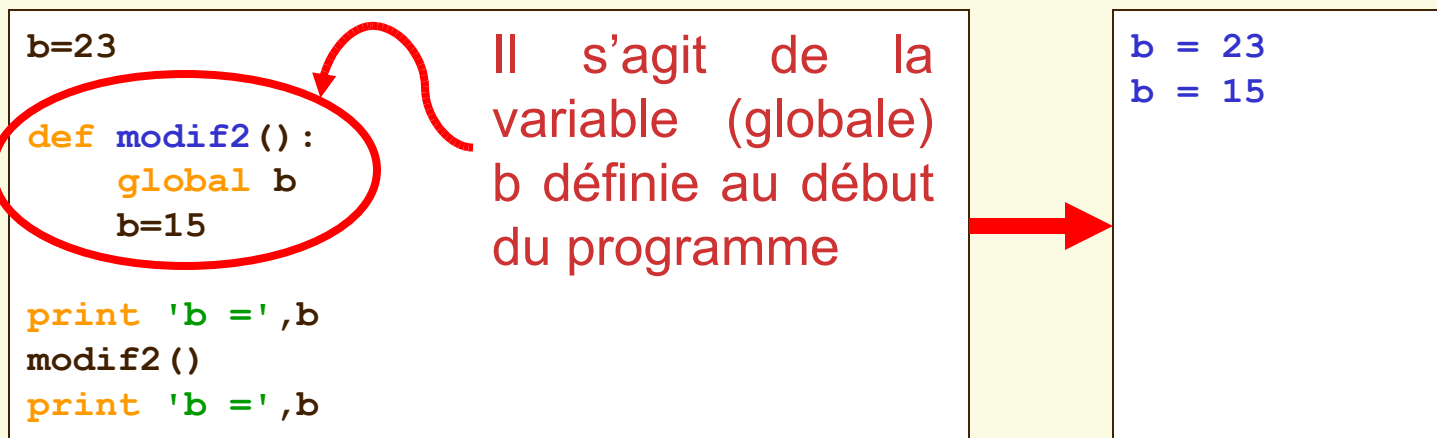 b=23
def modif2():
    global b
    b=15
print 'b =',b
modif2()
print 'b =',b
Il s’agit de la
variable (globale)
b définie au début
du programme
b = 23
b = 15